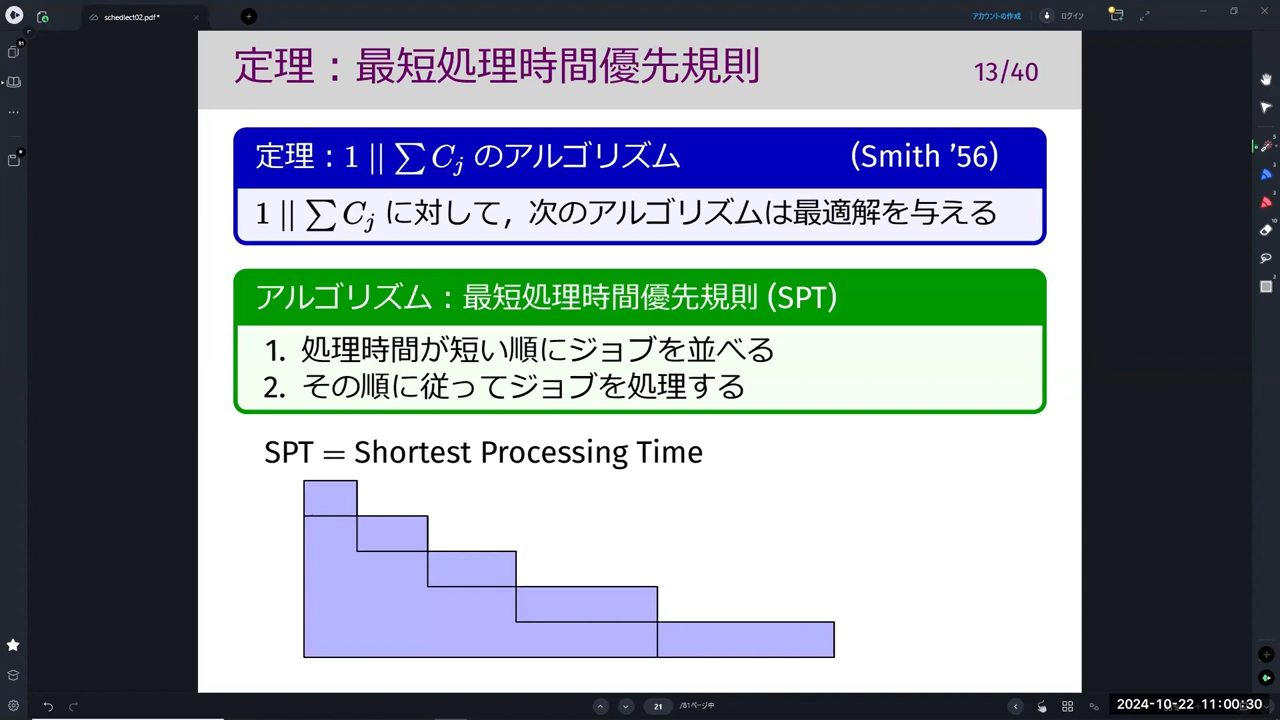 schedlect02.pdf*
アカウントの作成
ログイン
定理：最短処理時間優先規則
13/40
定理：1 || ∑ C_j のアルゴリズム (Smith ’56)
1 || ∑ C_j に対して，次のアルゴリズムは最適解を与える
アルゴリズム：最短処理時間優先規則 (SPT)
1. 処理時間が短い順にジョブを並べる
2. その順に従ってジョブを処理する
SPT = Shortest Processing Time
21 /81ページ中
2024-10-22 11:00:30